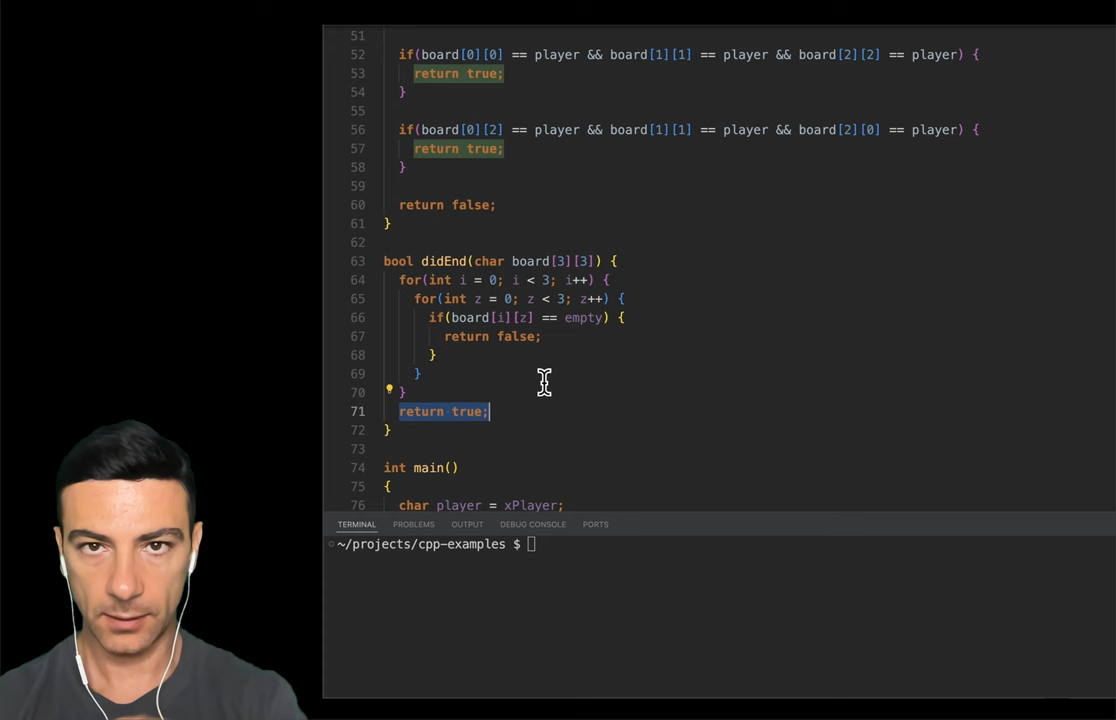 51
52 if(board[0][0] == player && board[1][1] == player && board[2][2] == player) {
53 return true;
54 }
55
56 if(board[0][2] == player && board[1][1] == player && board[2][0] == player) {
57 return true;
58 }
59
60 return false;
61 }
62
63 bool didEnd(char board[3][3]) {
64 for(int i = 0; i < 3; i++) {
65 for(int z = 0; z < 3; z++) {
66 if(board[i][z] == empty) {
67 return false;
68 }
69 }
70 }
71 return true;
72 }
73
74 int main()
75 {
76 char player = xPlayer;
TERMINAL PROBLEMS OUTPUT DEBUG CONSOLE PORTS
~/projects/cpp-examples $